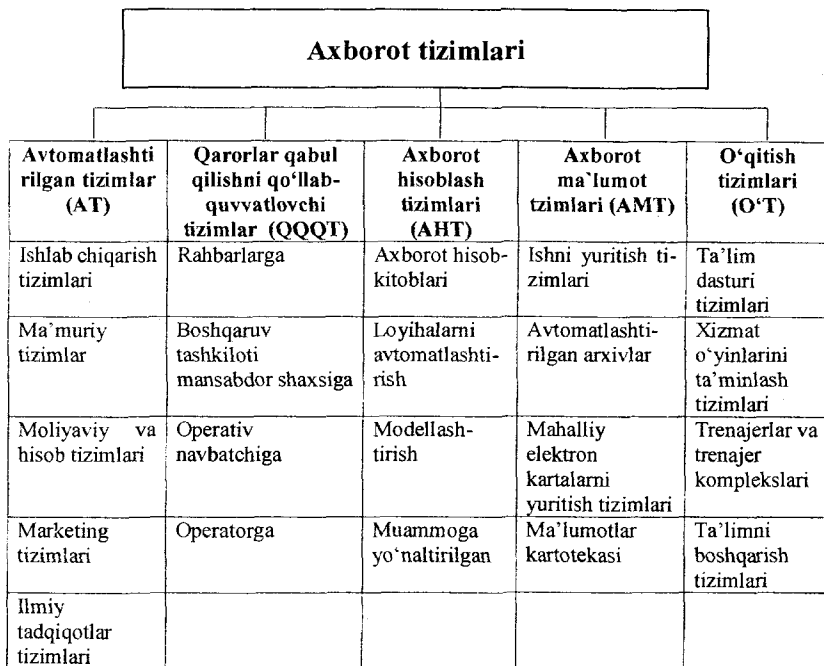 Axborot tizimlari
Avtomatlashti
rilgan tizimlar
(AT)
Qarorlar qabul
qilishni qo‘llab-
quvvatlovchi
tizimlar (QQQT)
Axborot
hisoblash
tizimlari
(AHT)
Axborot
ma`lumot
tzimlari (AMT)
O‘qitish
tizimlari
(O‘T)
Ishlab chiqarish
tizimlari
Rahbarlarga
Axborot hisob-
kitoblari
Ishni yuritish ti-
zimlari
Ta’lim
dasturi
tizimlari
Ma’muriy
tizimlar
Boshqaruv
tashkiloti
mansabdor shaxsiga
Loyihalarni
avtomatlashti-
rish
Avtomatlashti-
rilgan arxivlar
Xizmat
o‘yinlarini
ta’minlash
tizimlari
Moliyaviy va
hisob tizimlari
Operativ
navbatchiga
Modellash-
tirish
Mahalliy
elektron
kartalarni
yuritish tizimlari
Trenajerlar va
trenajer
komplekslari
Marketing
tizimlari
Operatorga
Muammoga
yo‘naltirilgan
Ma’lumotlar
kartotekasi
Ta’limni
boshqarish
tizimlari
Ilmiy
tadqiqotlar
tizimlari